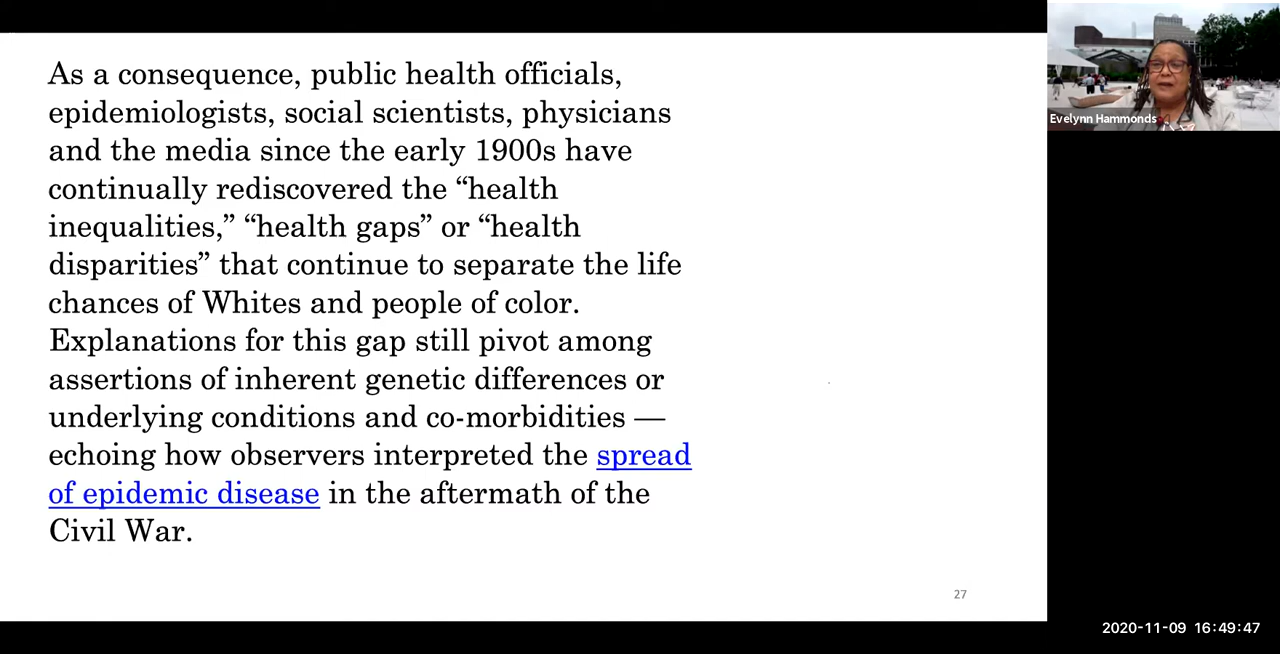 As a consequence, public health officials,
epidemiologists, social scientists, physicians
and the media since the early 1900s have
continually rediscovered the “health
inequalities,” “health gaps” or “health
disparities” that continue to separate the life
chances of Whites and people of color.
Explanations for this gap still pivot among
assertions of inherent genetic differences or
underlying conditions and co-morbidities —
echoing how observers interpreted the spread
of epidemic disease in the aftermath of the
Civil War.
27
Evelynn Hammonds
2020-11-09 16:49:47